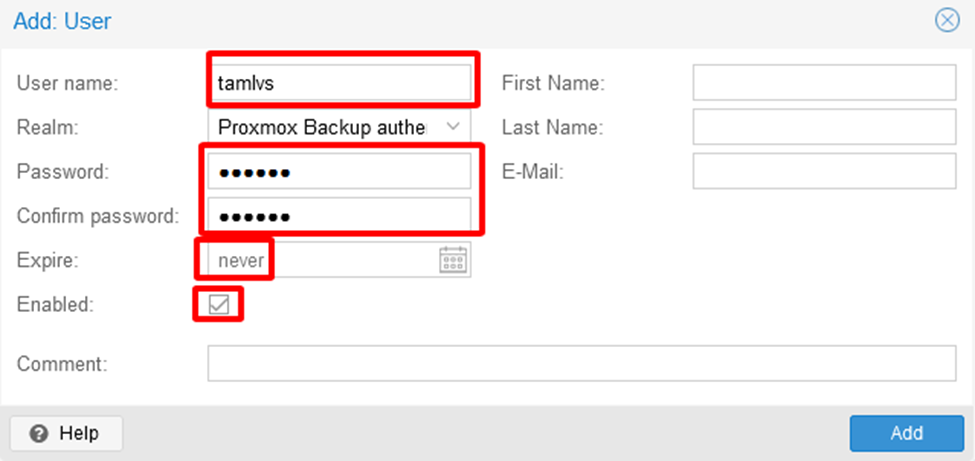 Add: User
User name: tamlvs First Name:
Realm: Proxmox Backup authe Last Name:
Password: ●●●●●● E-Mail:
Confirm password: ●●●●●●
Expire: never
Enabled:
Comment:
Help Add